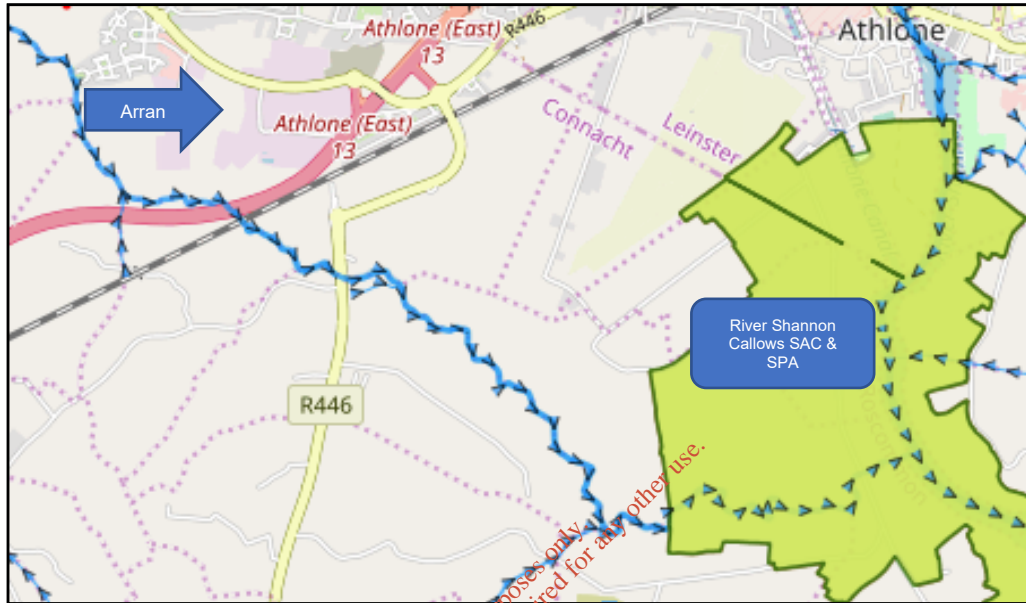 Athlone (East)
13
R446
Athlone
Arran
Athlone (East)
13
Connacht
Leinster
River Shannon
Callows SAC &
SPA
R446
Roscommon
poses only
ired for any other use.